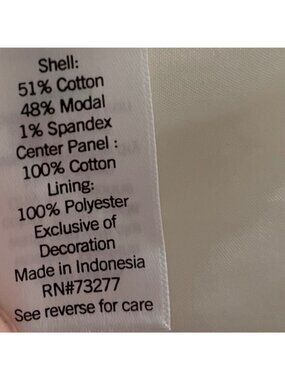 Shell:
51% Cotton
48% Modal
1% Spandex
Center Panel :
100% Cotton
Lining:
100% Polyester
Exclusive of
Decoration
Made in Indonesia
RN#73277
See reverse for care